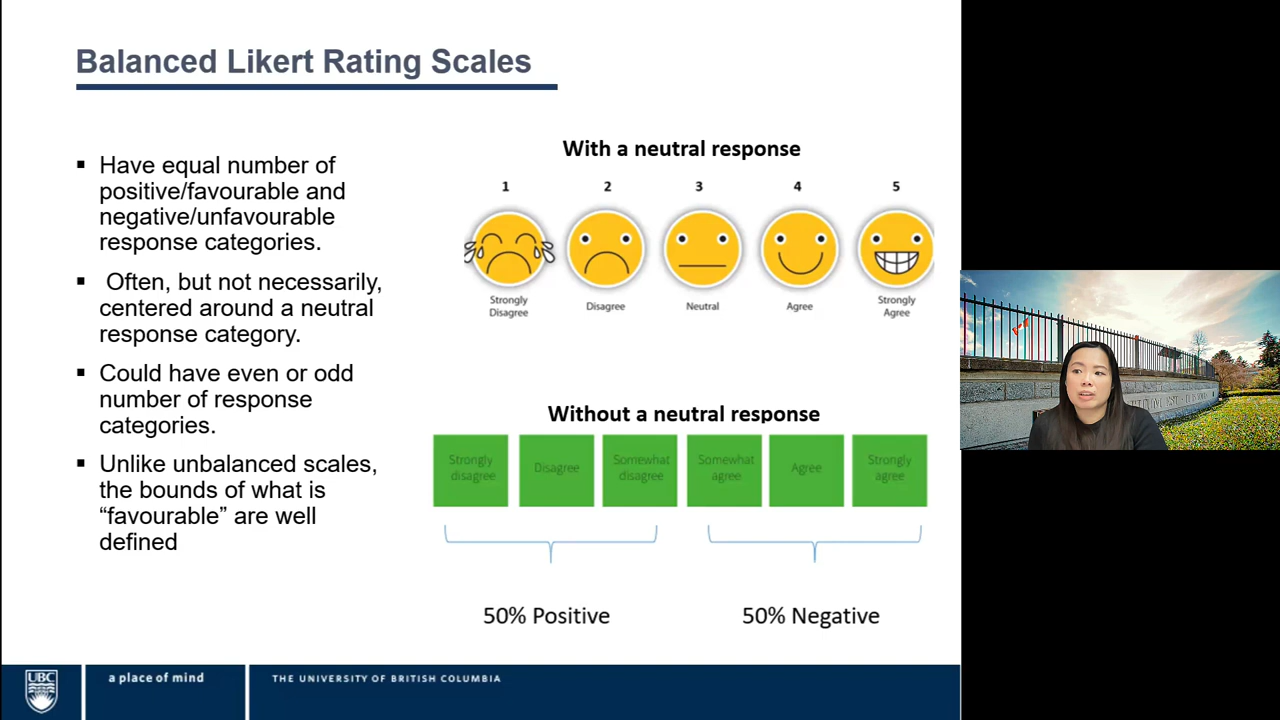 Balanced Likert Rating Scales
Have equal number of
positive/favourable and
negative/unfavourable
response categories.
Often, but not necessarily,
centered around a neutral
response category.
Could have even or odd
number of response
categories.
Unlike unbalanced scales,
the bounds of what is
“favourable” are well
defined
With a neutral response
1 2 3 4 5
Strongly
Disagree
Disagree
Neutral
Agree
Strongly
Agree
Without a neutral response
Strongly
disagree
Disagree
Somewhat
disagree
Somewhat
agree
Agree
Strongly
agree
50% Positive
50% Negative
UBC
a place of mind
THE UNIVERSITY OF BRITISH COLUMBIA